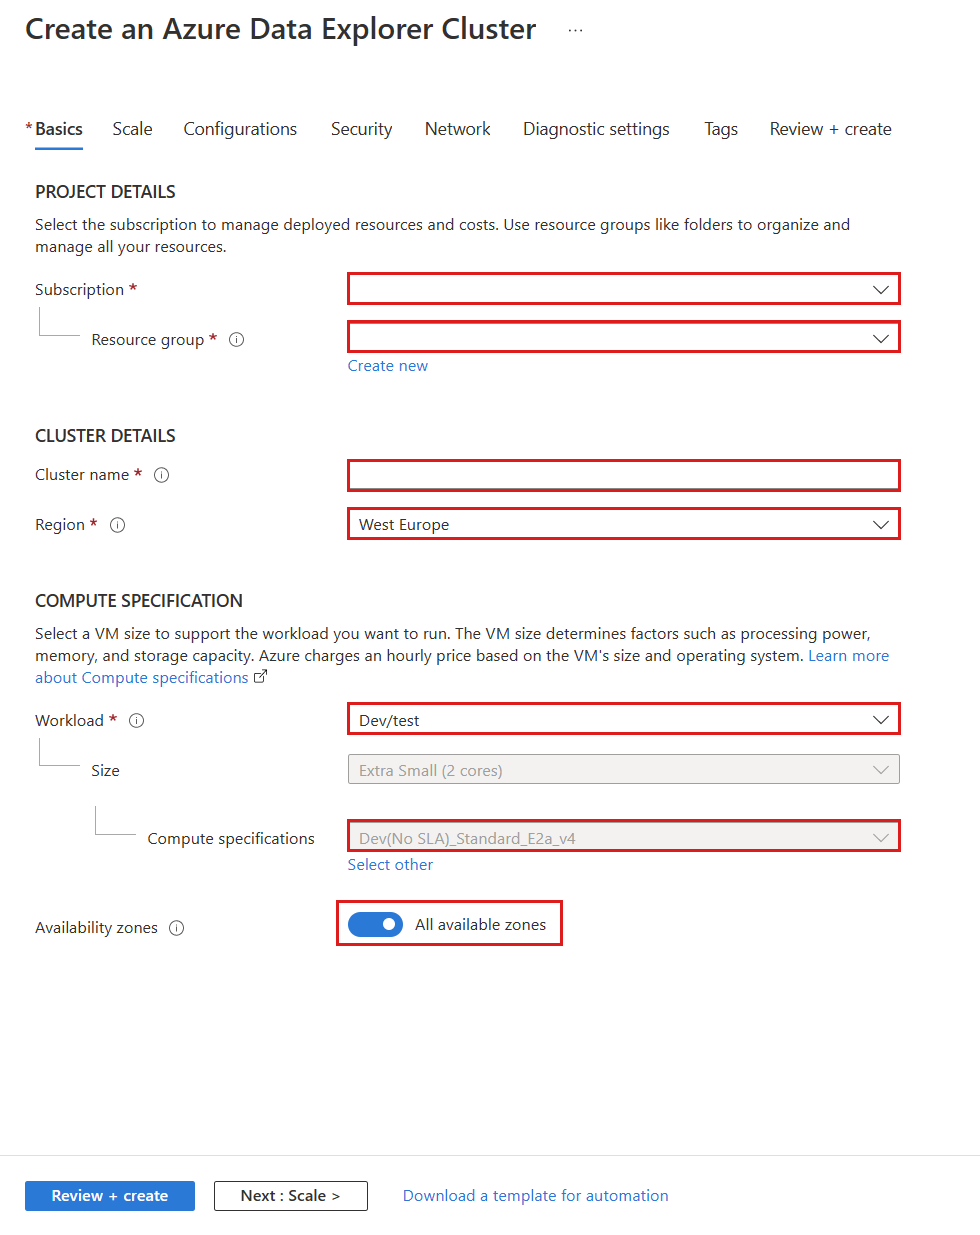 Create an Azure Data Explorer Cluster ...
* Basics Scale Configurations Security Network Diagnostic settings Tags Review + create
PROJECT DETAILS
Select the subscription to manage deployed resources and costs. Use resource groups like folders to organize and
manage all your resources.
Subscription *
Resource group *
Create new
CLUSTER DETAILS
Cluster name *
Region * West Europe
COMPUTE SPECIFICATION
Select a VM size to support the workload you want to run. The VM size determines factors such as processing power,
memory, and storage capacity. Azure charges an hourly price based on the VM's size and operating system. Learn more
about Compute specifications
Workload * Dev/test
Size Extra Small (2 cores)
Compute specifications Dev(No SLA)_Standard_E2a_v4
Select other
Availability zones All available zones
Review + create Next : Scale > Download a template for automation